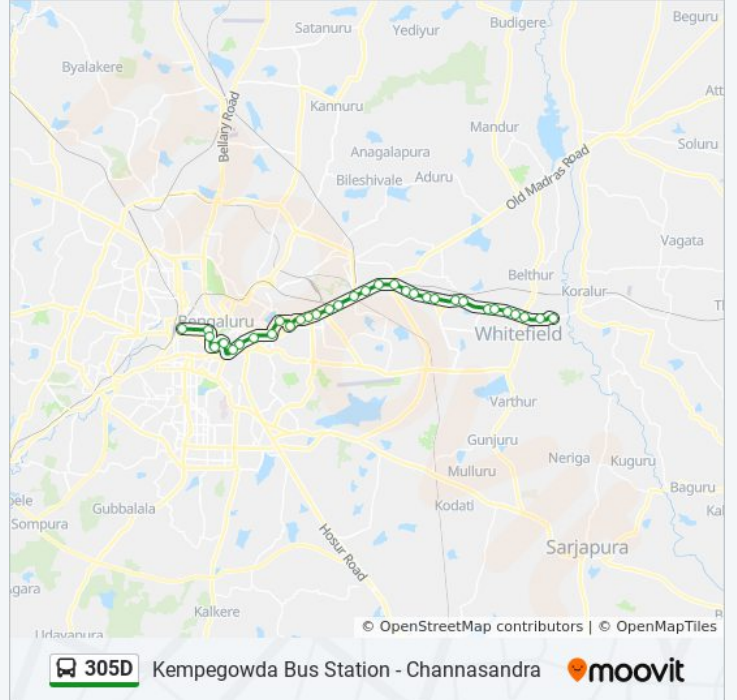 Satanuru
Yediyur
Budigere
Beguru
Byalakere
Att
Kannuru
Bellary Road
Mandur
Soluru
Anagalapura
Bileshivale
Aduru
Old Madras Road
Vagata
Belthur
Koralur
Bengaluru
Whitefield
Varthur
Gunjuru
Mulluru
Neriga
Kuguru
Baguru
Kodati
Gubbalala
Sompura
Hosur Road
Sarjapura
Kalkere
Udayapura
© OpenStreetMap contributors | © OpenMapTiles
305D Kempegowda Bus Station - Channasandra moovit